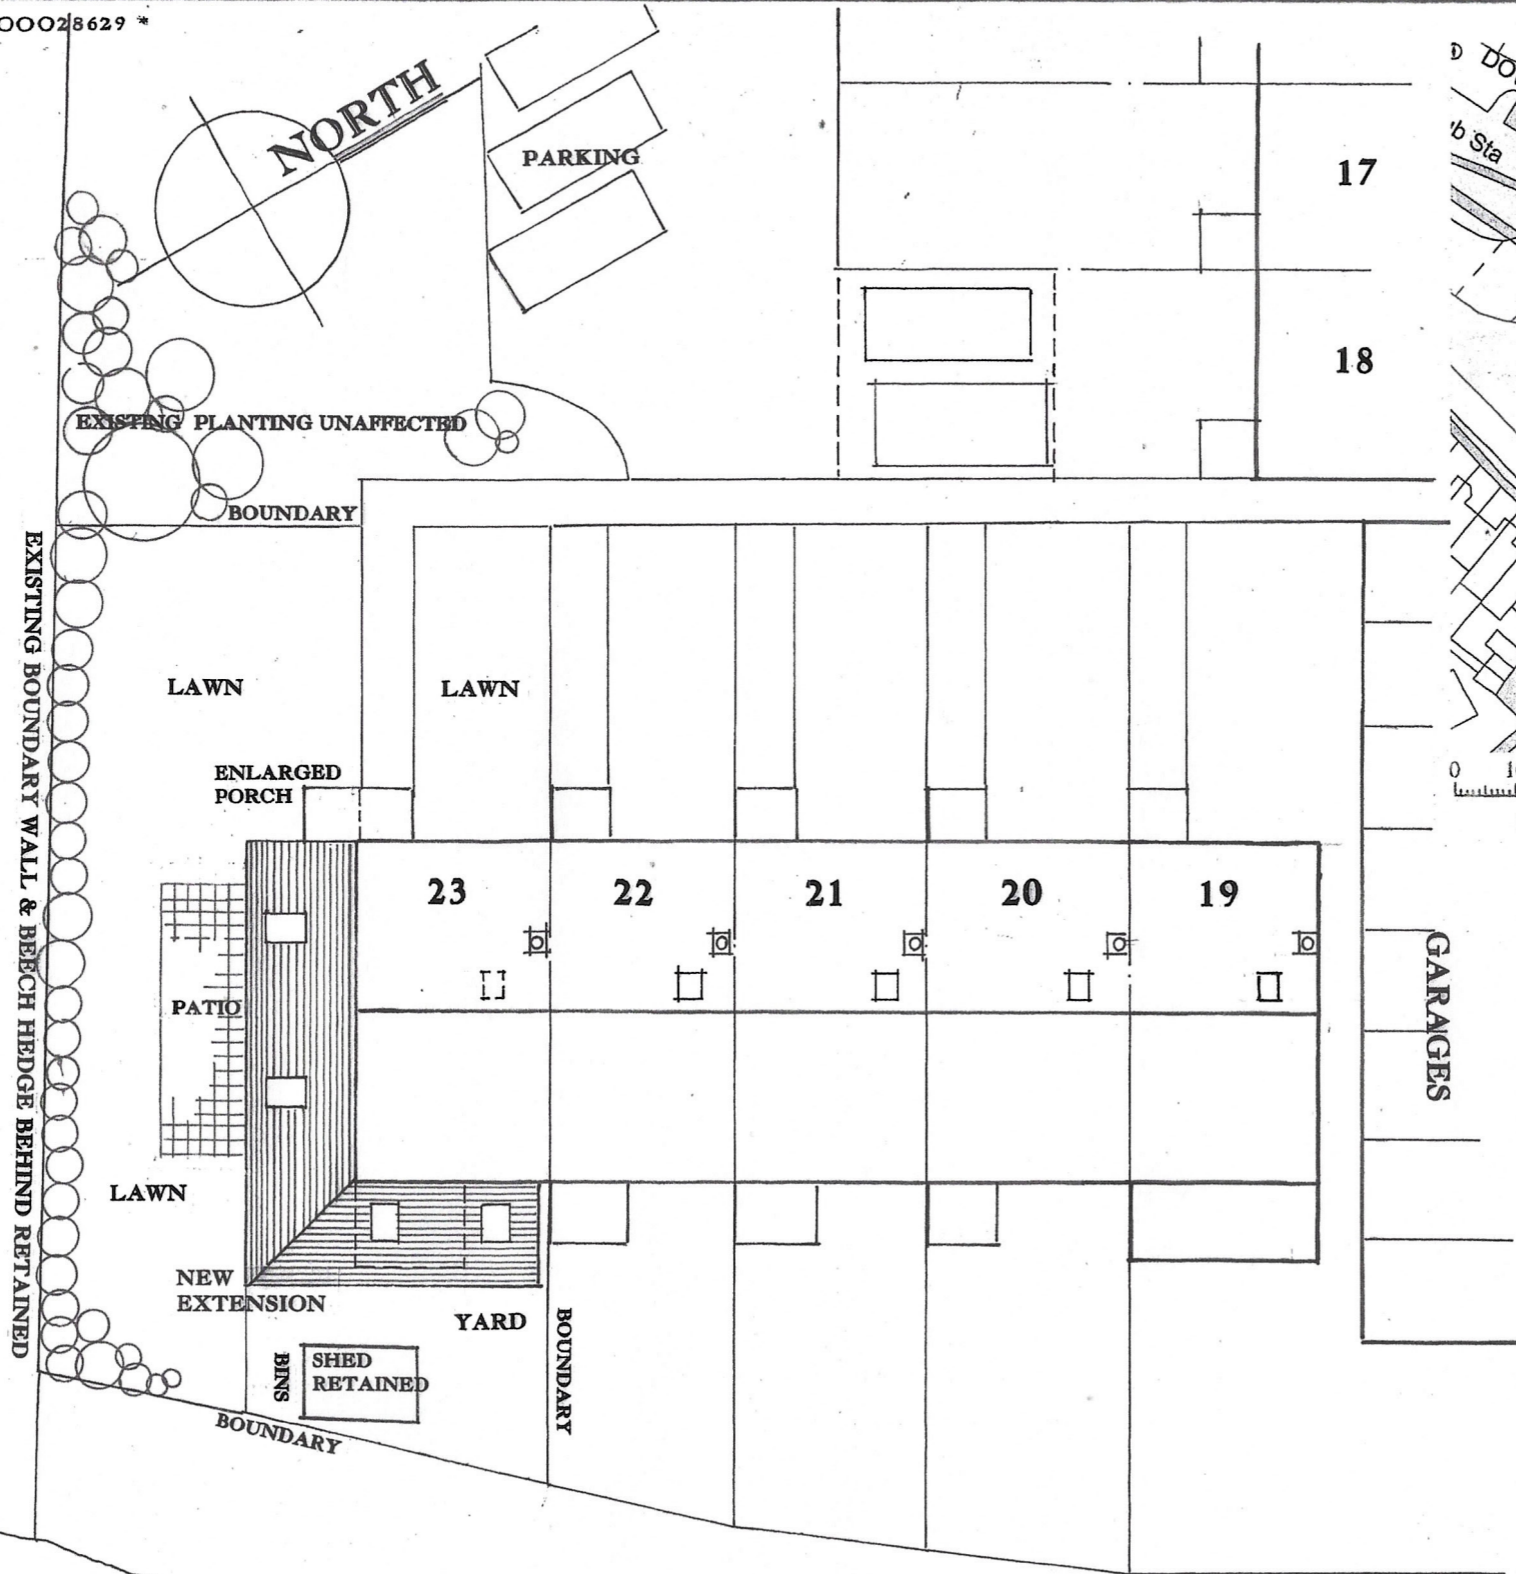 OOO28629 *
NORTH
PARKING
17
18
EXISTING PLANTING UNAFFECTED
BOUNDARY
EXISTING BOUNDARY WALL & BEECH HEDGE BEHIND RETAINED
LAWN
LAWN
ENLARGED
PORCH
23
22
21
20
19
PATIO
GARAGES
LAWN
NEW
EXTENSION
YARD
BOUNDARY
BINS
SHED
RETAINED
BOUNDARY
Sta
0